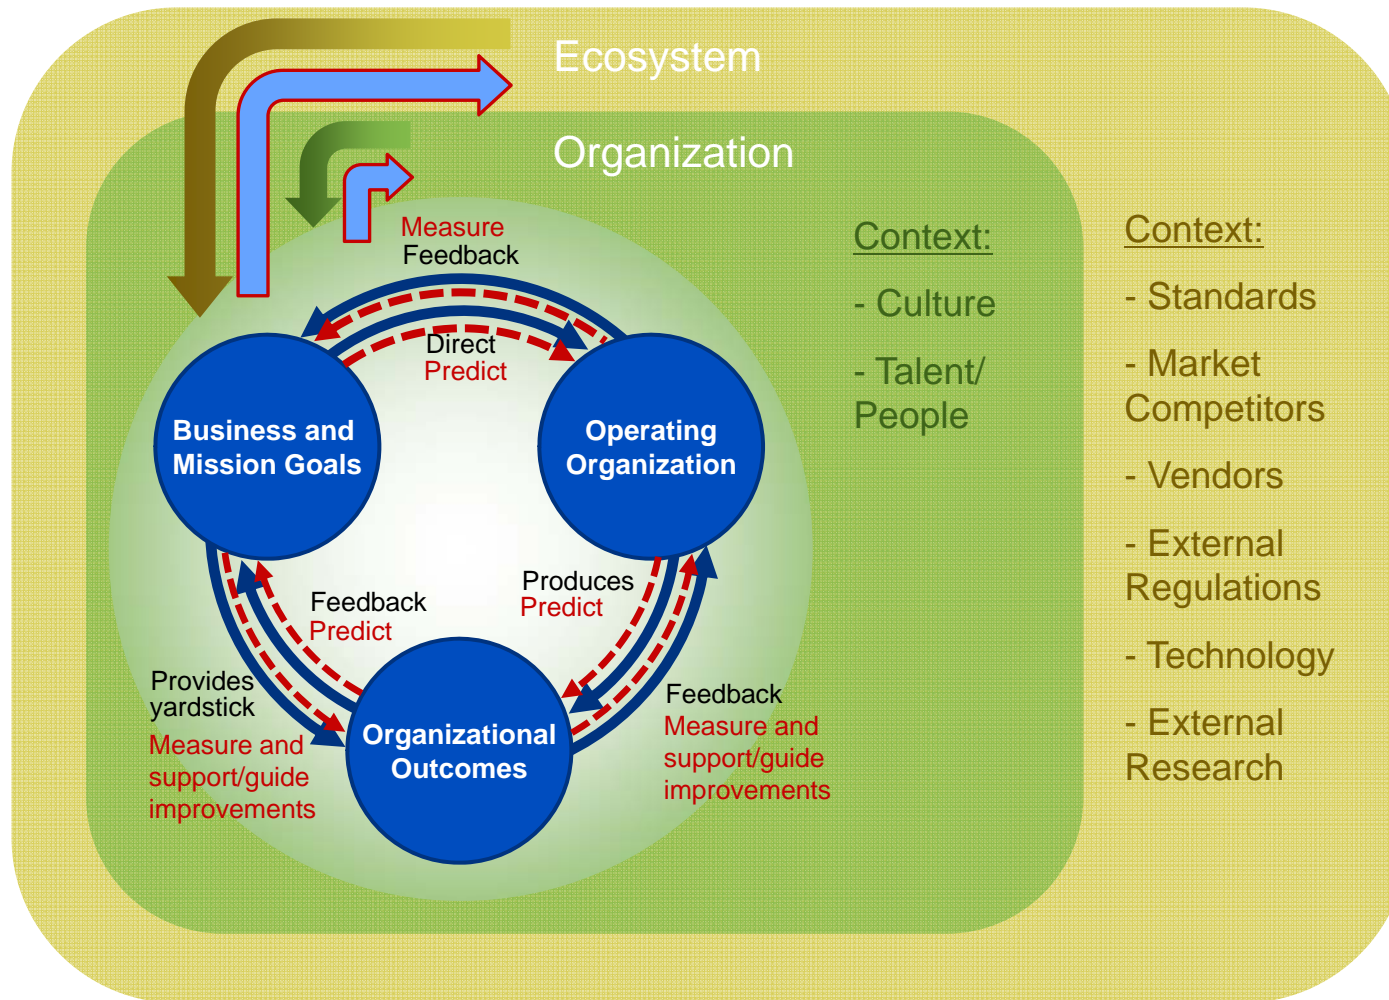 Ecosystem
Organization
Measure
Feedback
Direct
Predict
Business and
Mission Goals
Operating
Organization
Feedback
Predict
Produces
Predict
Provides
yardstick
Measure and
support/guide
improvements
Organizational
Outcomes
Feedback
Measure and
support/guide
improvements
Context:
- Culture
- Talent/
People
Context:
- Standards
- Market
Competitors
- Vendors
- External
Regulations
- Technology
- External
Research